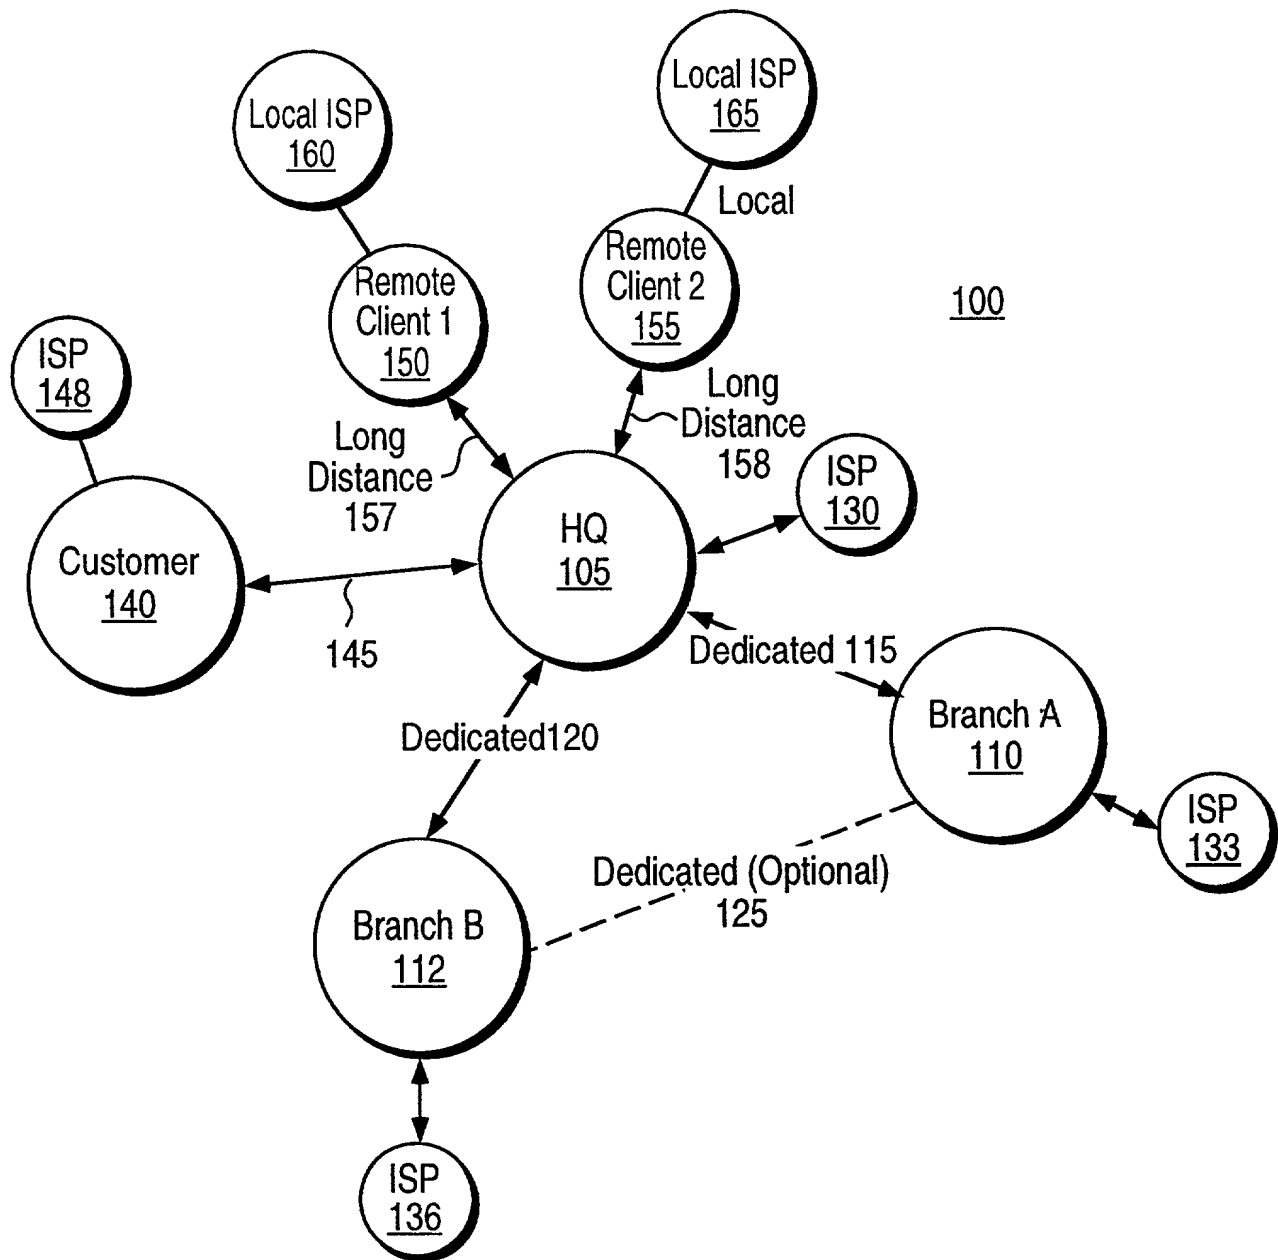 Local ISP
160
Local ISP
165
Local
Remote
Client 1
150
Remote
Client 2
155
100
ISP
148
Long
Distance
157
Long
Distance
158
ISP
130
HQ
105
Customer
140
145
Dedicated 115
Branch A
110
Dedicated120
ISP
133
Dedicated (Optional)
125
Branch B
112
ISP
136